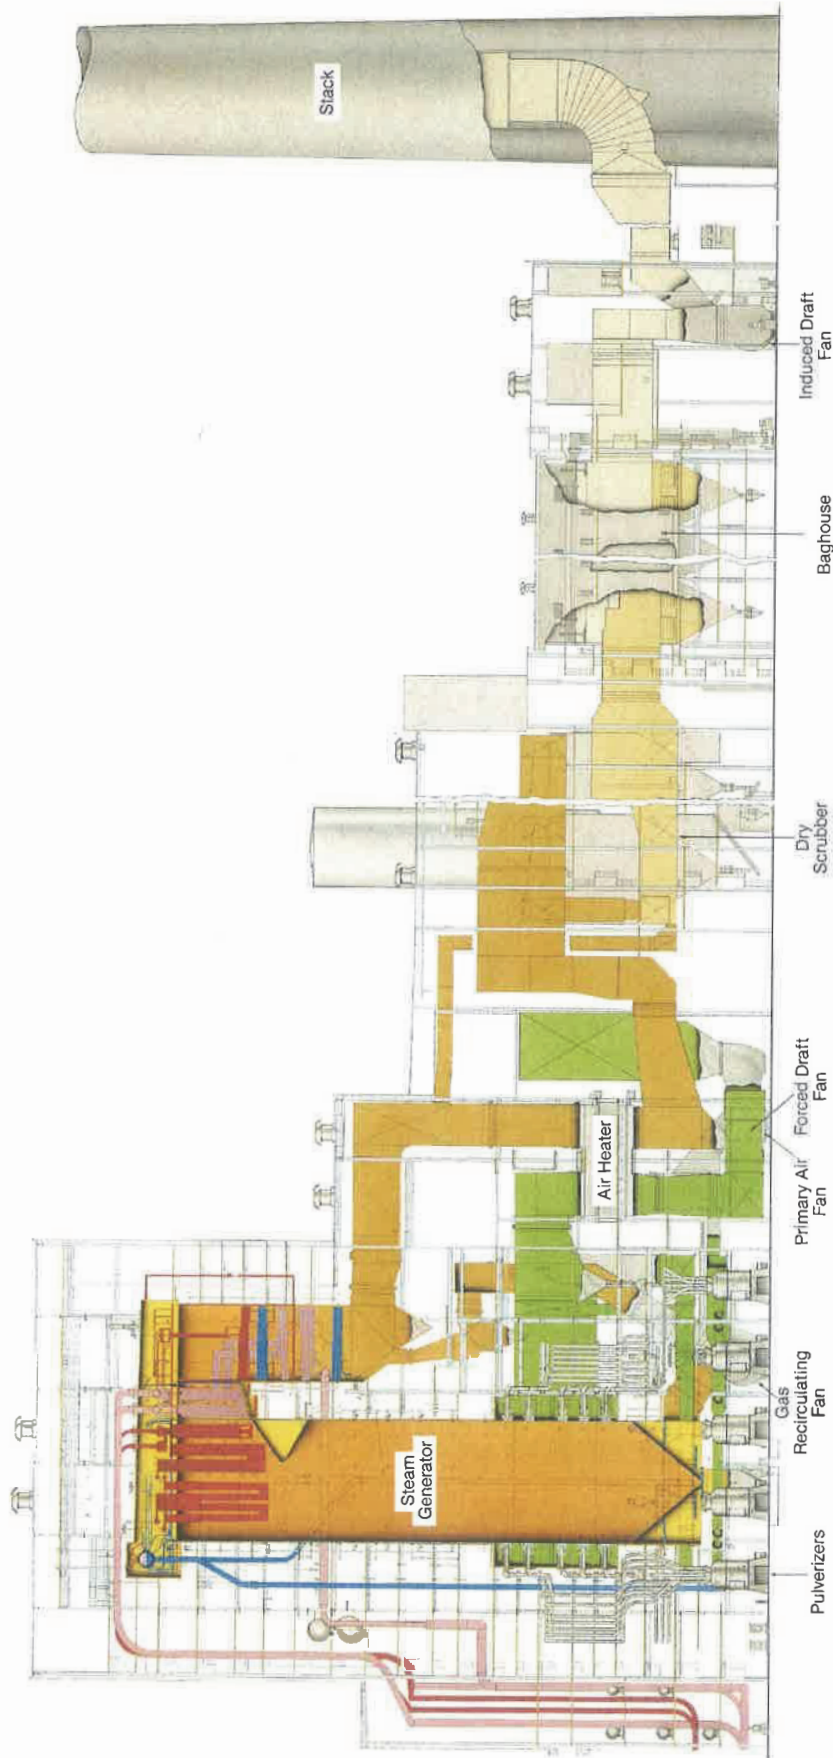 Stack
Induced Draft
Fan
Baghouse
Dry
Scrubber
Forced Draft
Fan
Primary Air
Fan
Air Heater
Gas
Recirculating
Fan
Steam
Generator
Pulverizers